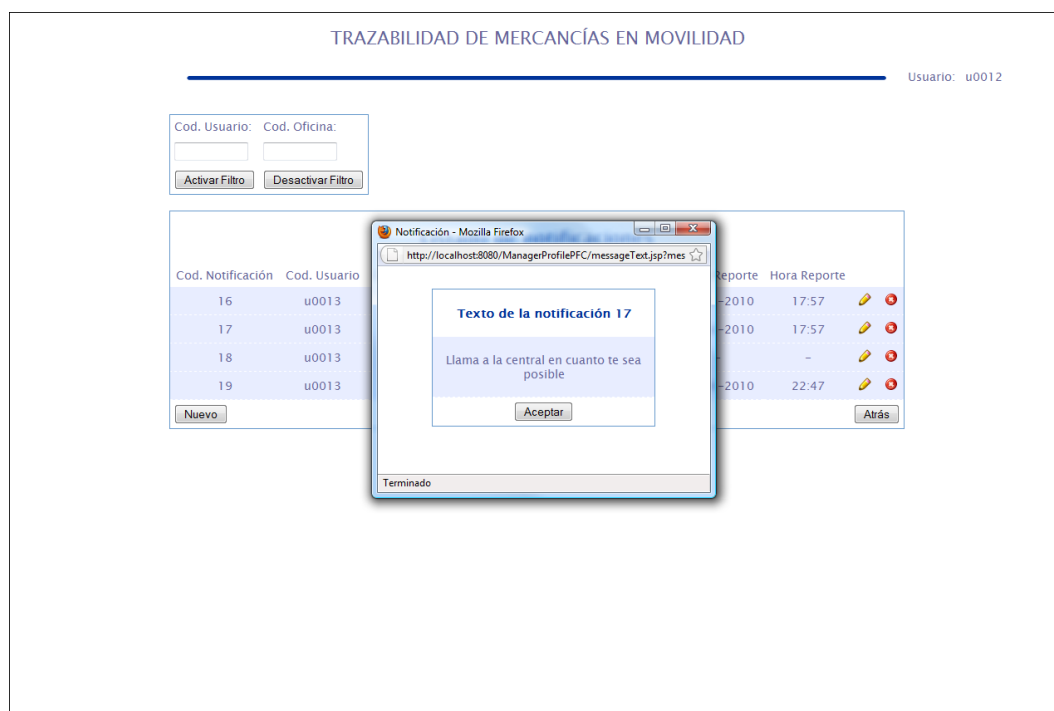 TRAZABILIDAD DE MERCANCÍAS EN MOVILIDAD
Usuario: u0012
Cod. Usuario: Cod. Oficina:
Activar Filtro Desactivar Filtro
Notificación - Mozilla Firefox
http://localhost:8080/ManagerProfilePFC/messageText.jsp?mes
Cod. Notificación Cod. Usuario Reporte Hora Reporte
16 u0013 -2010 17:57
17 u0013 -2010 17:57
18 u0013 - -
19 u0013 -2010 22:47
Nuevo Atrás
Texto de la notificación 17
Llama a la central en cuanto te sea
posible
Aceptar
Terminado